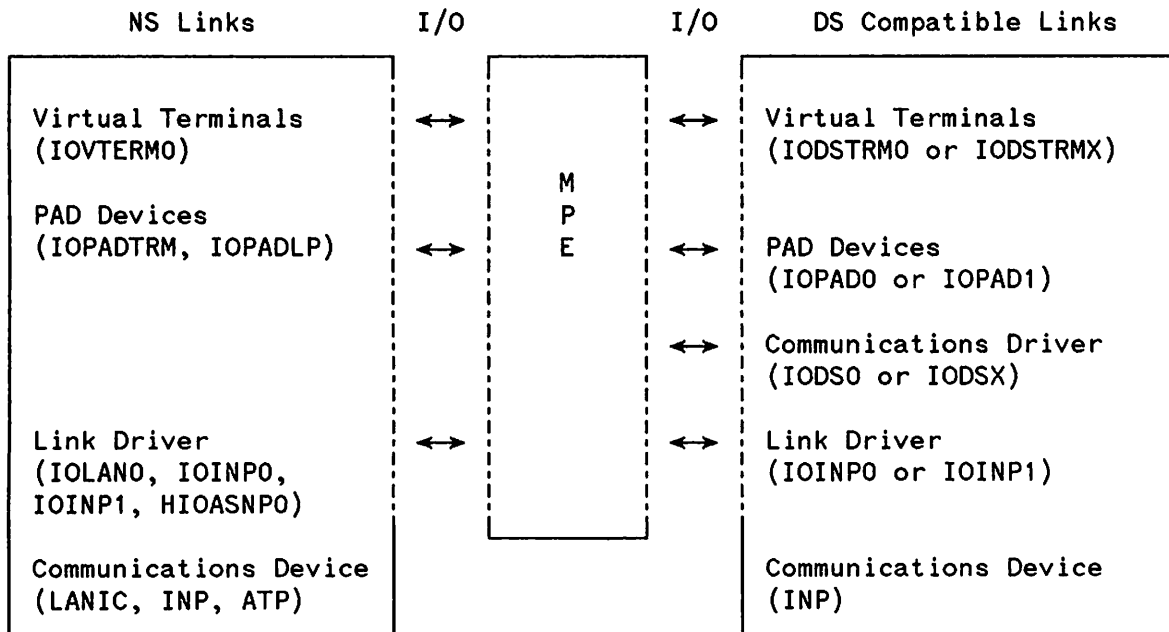 NS Links I/O I/O DS Compatible Links
Virtual Terminals
(IOVTERM0)
PAD Devices
(IOPADTRM, IOPADLP)
Link Driver
(IOLAN0, IOINP0,
IOINP1, HIOASNP0)
Communications Device
(LANIC, INP, ATP)
M
P
E
Virtual Terminals
(IODSTRM0 or IODSTRMX)
PAD Devices
(IOPAD0 or IOPAD1)
Communications Driver
(IODS0 or IODSX)
Link Driver
(IOINP0 or IOINP1)
Communications Device
(INP)